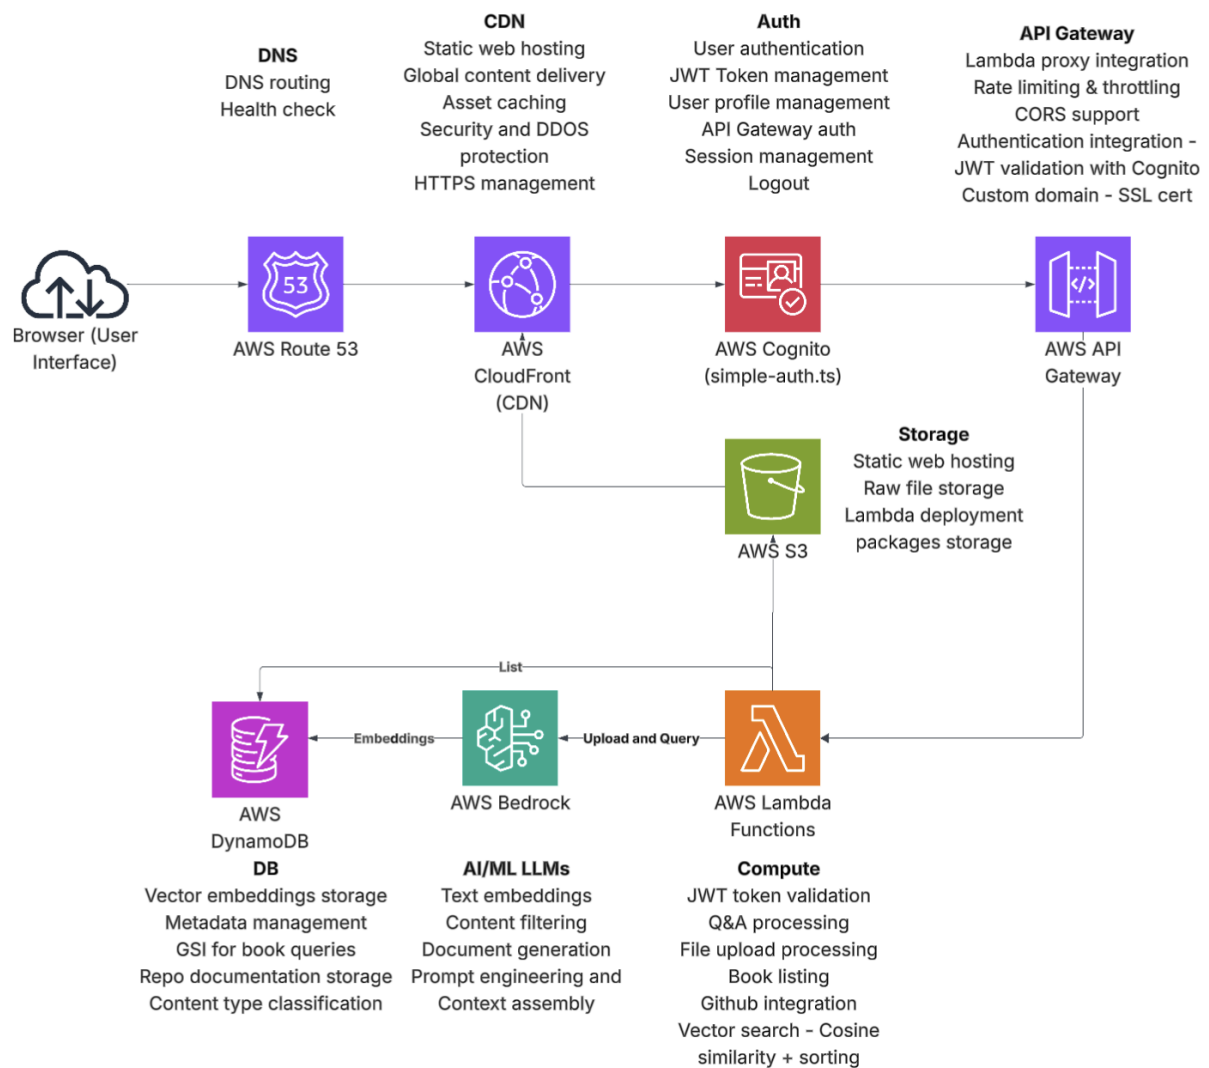 DNS
DNS routing
Health check
CDN
Static web hosting
Global content delivery
Asset caching
Security and DDOS
protection
HTTPS management
Auth
User authentication
JWT Token management
User profile management
API Gateway auth
Session management
Logout
API Gateway
Lambda proxy integration
Rate limiting & throttling
CORS support
Authentication integration -
JWT validation with Cognito
Custom domain - SSL cert
Browser (User
Interface)
53
AWS Route 53
AWS
CloudFront
(CDN)
AWS Cognito
(simple-auth.ts)
</>
AWS API
Gateway
AWS S3
Storage
Static web hosting
Raw file storage
Lambda deployment
packages storage
List
Embeddings
Upload and Query
AWS
DynamoDB
AWS Bedrock
AWS Lambda
Functions
DB
Vector embeddings storage
Metadata management
GSI for book queries
Repo documentation storage
Content type classification
AI/ML LLMs
Text embeddings
Content filtering
Document generation
Prompt engineering and
Context assembly
Compute
JWT token validation
Q&A processing
File upload processing
Book listing
Github integration
Vector search - Cosine
similarity + sorting